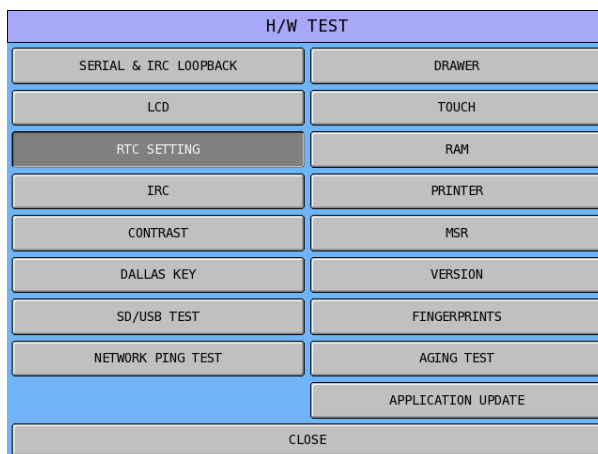 H/W TEST
SERIAL & IRC LOOPBACK
DRAWER
LCD
TOUCH
RTC SETTING
RAM
IRC
PRINTER
CONTRAST
MSR
DALLAS KEY
VERSION
SD/USB TEST
FINGERPRINTS
NETWORK PING TEST
AGING TEST
APPLICATION UPDATE
CLOSE